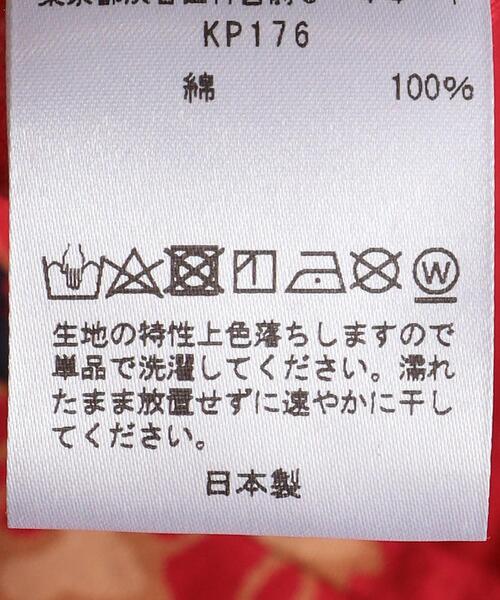 KP176
綿 100%
W
生地の特性上色落ちしますので
単品で洗濯してください。濡れ
たまま放置せずに速やかに干し
てください。
日本製